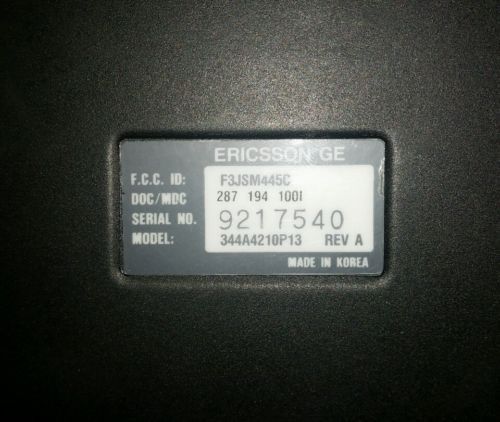 ERICSSON GE
F.C.C. ID: F3JSM445C
DOC/MDC 287 194 100I
SERIAL NO. 9217540
MODEL: 344A4210P13 REV A
MADE IN KOREA